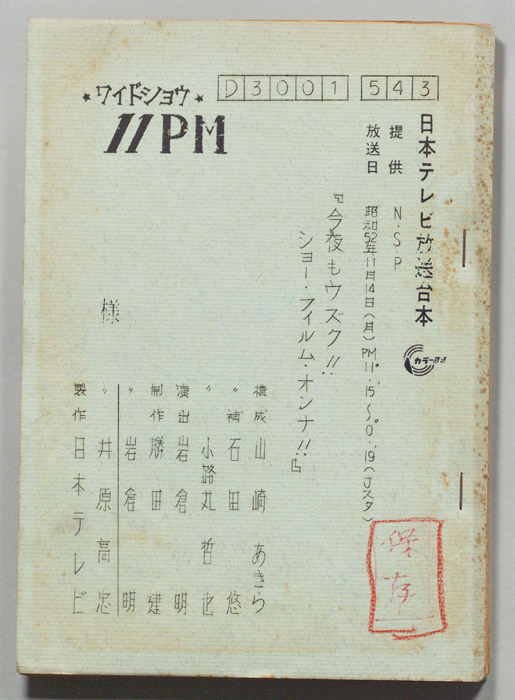 ★ワイドショウ★
11PM
D3001 543
日本テレビ放送台本
カラー放送
提供 N.S.P
放送日 昭和52年11月14日(月)PM11:15~0:19(Jスタ)
『今夜もウズク!!
ショー・フィルム・オンナ!!』
構成 山崎 あきら
〃補 石田 悠
〃 小路丸 哲也
演出 岩倉 明
制作 勝田 建
〃 岩倉 明
〃 井原 高忠
製作 日本テレビ
様
保存